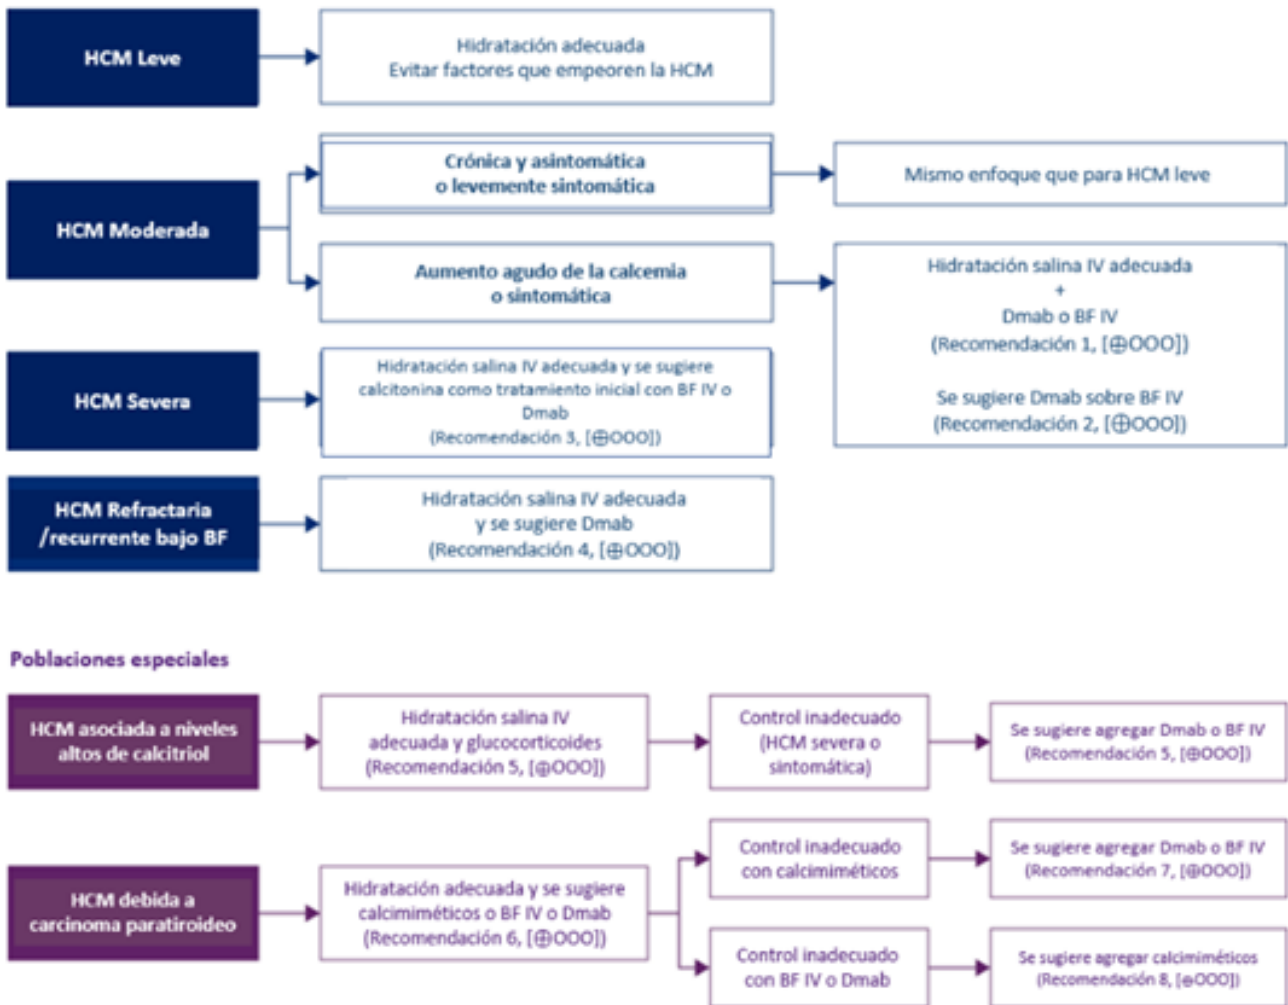 HCM Leve
Hidratación adecuada
Evitar factores que empeoren la HCM
HCM Moderada
Crónica y asintomática
o levemente sintomática
Mismo enfoque que para HCM leve
Aumento agudo de la calcemia
o sintomática
Hidratación salina IV adecuada
+
Dmab o BF IV
(Recomendación 1, [⊕OOO])
Se sugiere Dmab sobre BF IV
(Recomendación 2, [⊕OOO])
HCM Severa
Hidratación salina IV adecuada y se sugiere
calcitonina como tratamiento inicial con BF IV o
Dmab
(Recomendación 3, [⊕OOO])
HCM Refractaria
/recurrente bajo BF
Hidratación salina IV adecuada
y se sugiere Dmab
(Recomendación 4, [⊕OOO])
Poblaciones especiales
HCM asociada a niveles
altos de calcitriol
Hidratación salina IV
adecuada y glucocorticoides
(Recomendación 5, [⊕OOO])
Control inadecuado
(HCM severa o
sintomática)
Se sugiere agregar Dmab o BF IV
(Recomendación 5, [⊕OOO])
HCM debida a
carcinoma paratiroideo
Hidratación adecuada y se sugiere
calcimiméticos o BF IV o Dmab
(Recomendación 6, [⊕OOO])
Control inadecuado
con calcimiméticos
Se sugiere agregar Dmab o BF IV
(Recomendación 7, [⊕OOO])
Control inadecuado
con BF IV o Dmab
Se sugiere agregar calcimiméticos
(Recomendación 8, [⊕OOO])